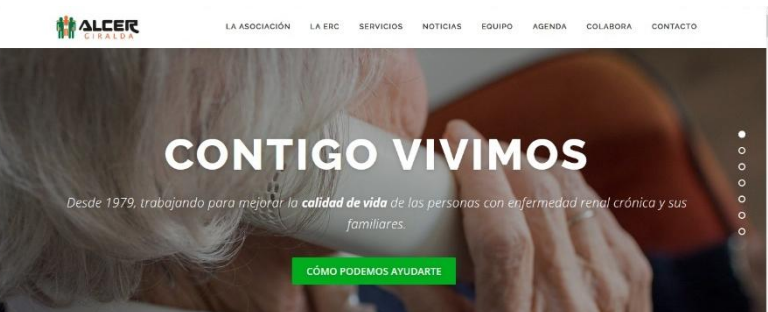 ALCER
GIRALDA
LA ASOCIACIÓN LA ERC SERVICIOS NOTICIAS EQUIPO AGENDA COLABORA CONTACTO
CONTIGO VIVIMOS
Desde 1979, trabajando para mejorar la calidad de vida de las personas con enfermedad renal crónica y sus
familiares.
CÓMO PODEMOS AYUDARTE